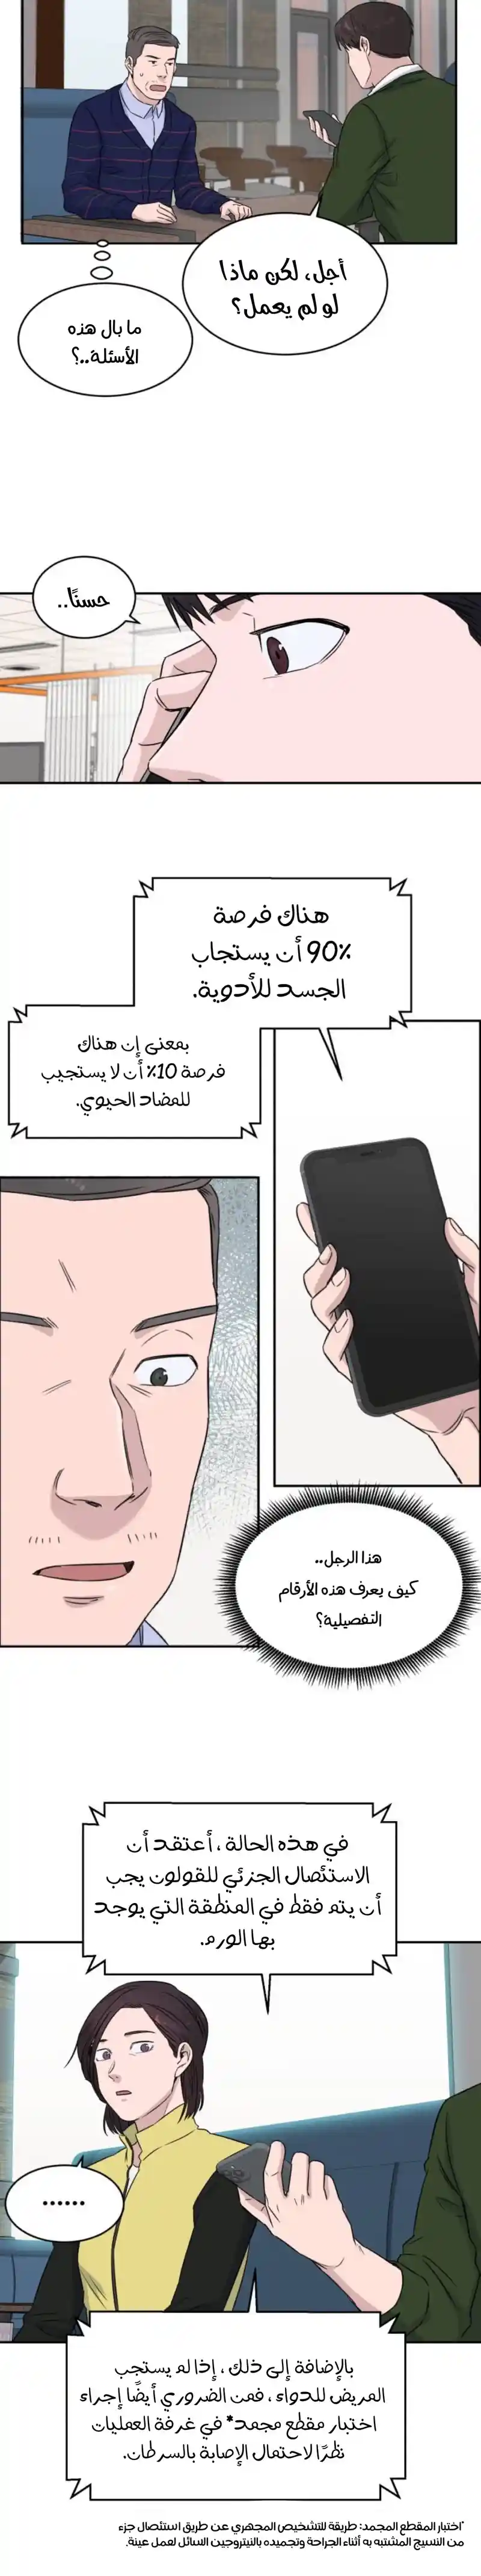 أجل، لكن ماذا
لو لم يعمل؟
ما بال هذه
الأسئلة..؟
حسنًا..
هناك فرصة
90٪ أن يستجاب
الجسد للأدوية.
بمعنى إن هناك
فرصة 10٪ أن لا يستجيب
للمضاد الحيوي.
هذا الرجل..
كيف يعرف هذه الأرقام
التفصيلية؟
في هذه الحالة، أعتقد أن
الاستئصال الجزئي للقولون يجب
أن يتم فقط في المنطقة التي يوجد
بها الورم.
......
بالإضافة إلى ذلك، إذا لم يستجب
المريض للدواء، فمن الضروري أيضًا إجراء
اختبار مقطع مجمد* في غرفة العمليات
نظرًا لاحتمال الإصابة بالسرطان.
*اختبار المقطع المجمد: طريقة للتشخيص المجهري عن طريق استئصال جزء
من النسيج المشتبه به أثناء الجراحة وتجميده بالنيتروجين السائل لعمل عينة.